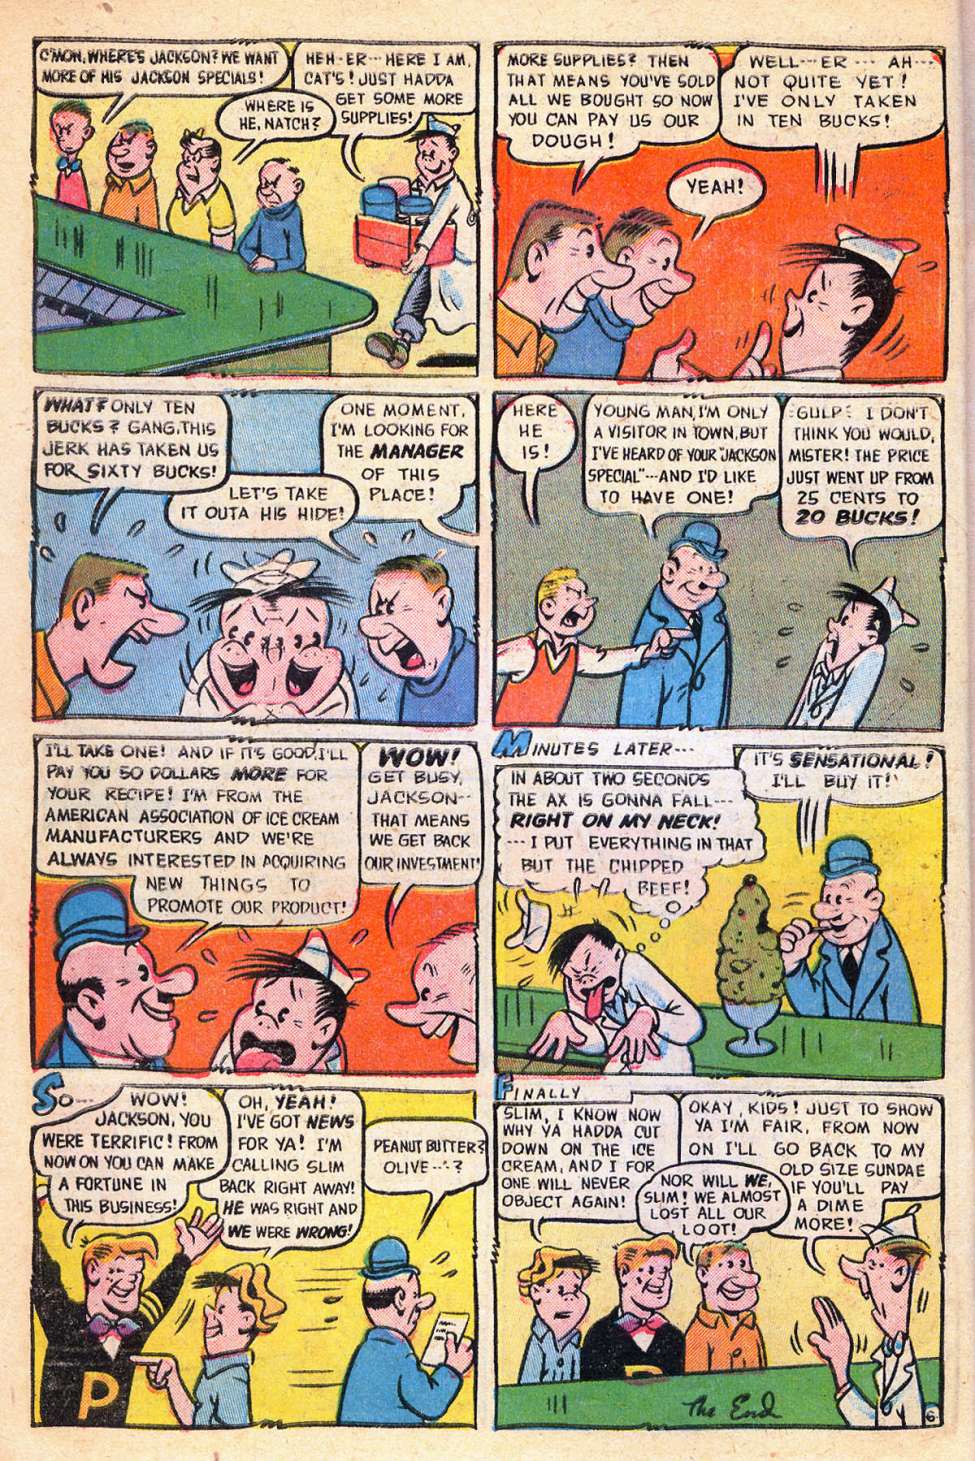 C'MON, WHERE'S JACKSON? WE WANT
MORE OF HIS JACKSON SPECIALS!
WHERE IS
HE, NATCH?
HEH-ER--- HERE I AM,
CAT'S! JUST HADDA
GET SOME MORE
SUPPLIES!
MORE SUPPLIES? THEN
THAT MEANS YOU'VE SOLD
ALL WE BOUGHT SO NOW
YOU CAN PAY US OUR
DOUGH!
YEAH!
WELL---ER --- AH---
NOT QUITE YET!
I'VE ONLY TAKEN
IN TEN BUCKS!
WHAT? ONLY TEN
BUCKS? GANG, THIS
JERK HAS TAKEN US
FOR SIXTY BUCKS!
LET'S TAKE
IT OUTA HIS HIDE!
ONE MOMENT,
I'M LOOKING FOR
THE MANAGER
OF THIS
PLACE!
HERE
HE
IS!
YOUNG MAN, I'M ONLY
A VISITOR IN TOWN, BUT
I'VE HEARD OF YOUR "JACKSON
SPECIAL"---AND I'D LIKE
TO HAVE ONE!
GULP! I DON'T
THINK YOU WOULD,
MISTER! THE PRICE
JUST WENT UP FROM
25 CENTS TO
20 BUCKS!
I'LL TAKE ONE! AND IF IT'S GOOD, I'LL
PAY YOU 50 DOLLARS MORE FOR
YOUR RECIPE! I'M FROM THE
AMERICAN ASSOCIATION OF ICE CREAM
MANUFACTURERS AND WE'RE
ALWAYS INTERESTED IN ACQUIRING
NEW THINGS TO
PROMOTE OUR PRODUCT!
WOW!
GET BUSY,
JACKSON--
THAT MEANS
WE GET BACK
OUR INVESTMENT!
MINUTES LATER---
IN ABOUT TWO SECONDS
THE AX IS GONNA FALL---
RIGHT ON MY NECK!
--- I PUT EVERYTHING IN THAT
BUT THE CHIPPED
BEEF!
IT'S SENSATIONAL!
I'LL BUY IT!
SO---
WOW!
JACKSON, YOU
WERE TERRIFIC! FROM
NOW ON YOU CAN MAKE
A FORTUNE IN
THIS BUSINESS!
OH, YEAH!
I'VE GOT NEWS
FOR YA! I'M
CALLING SLIM
BACK RIGHT AWAY!
HE WAS RIGHT AND
WE WERE WRONG!
PEANUT BUTTER?
OLIVE---?
P
FINALLY
SLIM, I KNOW NOW
WHY YA HADDA CUT
DOWN ON THE ICE
CREAM, AND I FOR
ONE WILL NEVER
OBJECT AGAIN!
NOR WILL WE,
SLIM! WE ALMOST
LOST ALL OUR
LOOT!
OKAY, KIDS! JUST TO SHOW
YA I'M FAIR, FROM NOW
ON I'LL GO BACK TO MY
OLD SIZE SUNDAE
IF YOU'LL PAY
A DIME
MORE!
P
The End
6